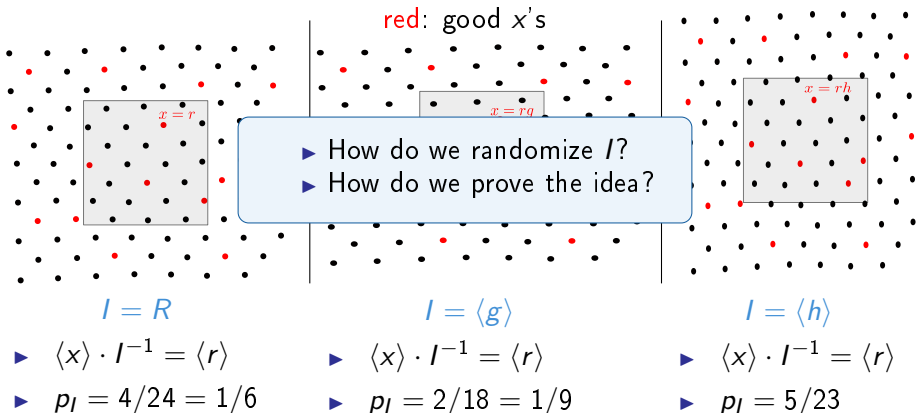 red: good x's
x = r
x = rg
x = rh
▶ How do we randomize I?
▶ How do we prove the idea?
I = R
▶ ⟨x⟩ · I⁻¹ = ⟨r⟩
▶ p_I = 4/24 = 1/6
I = ⟨g⟩
▶ ⟨x⟩ · I⁻¹ = ⟨r⟩
▶ p_I = 2/18 = 1/9
I = ⟨h⟩
▶ ⟨x⟩ · I⁻¹ = ⟨r⟩
▶ p_I = 5/23